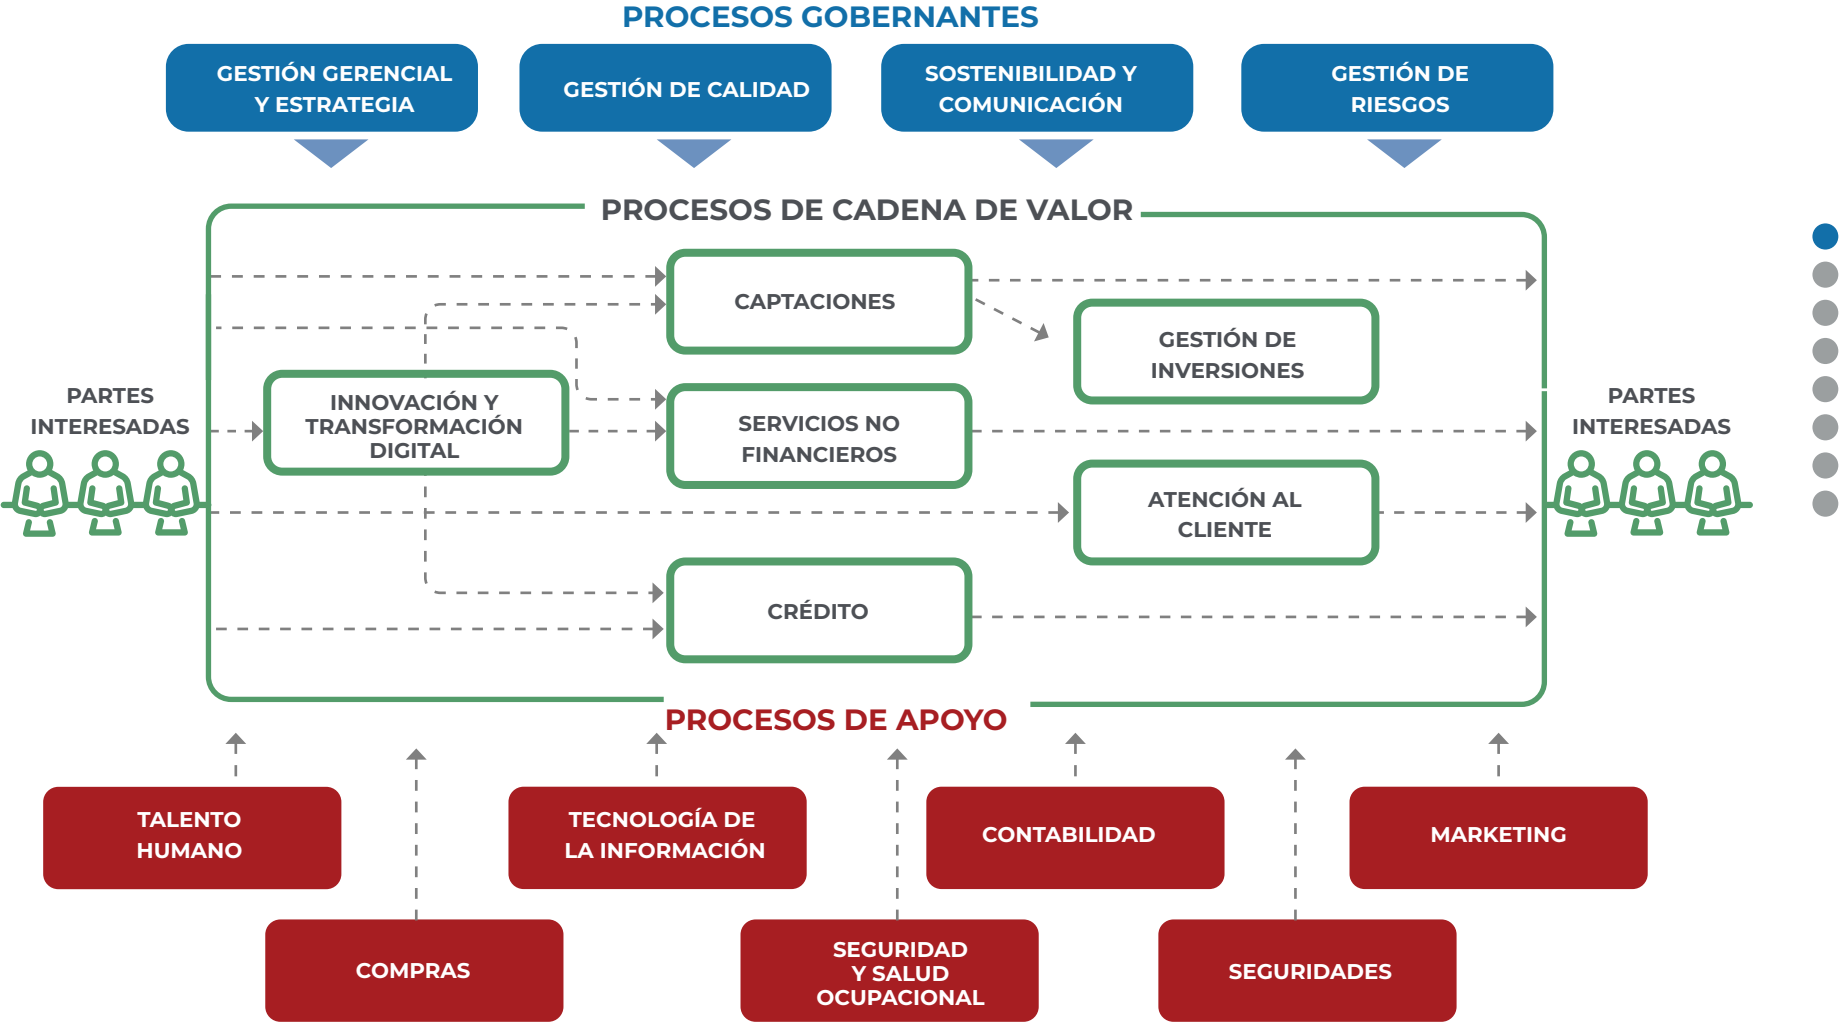 PROCESOS GOBERNANTES
GESTIÓN GERENCIAL
Y ESTRATEGIA
GESTIÓN DE CALIDAD
SOSTENIBILIDAD Y
COMUNICACIÓN
GESTIÓN DE
RIESGOS
PROCESOS DE CADENA DE VALOR
CAPTACIONES
GESTIÓN DE
INVERSIONES
PARTES
INTERESADAS
INNOVACIÓN Y
TRANSFORMACIÓN
DIGITAL
SERVICIOS NO
FINANCIEROS
PARTES
INTERESADAS
ATENCIÓN AL
CLIENTE
CRÉDITO
PROCESOS DE APOYO
TALENTO
HUMANO
TECNOLOGÍA DE
LA INFORMACIÓN
CONTABILIDAD
MARKETING
COMPRAS
SEGURIDAD
Y SALUD
OCUPACIONAL
SEGURIDADES